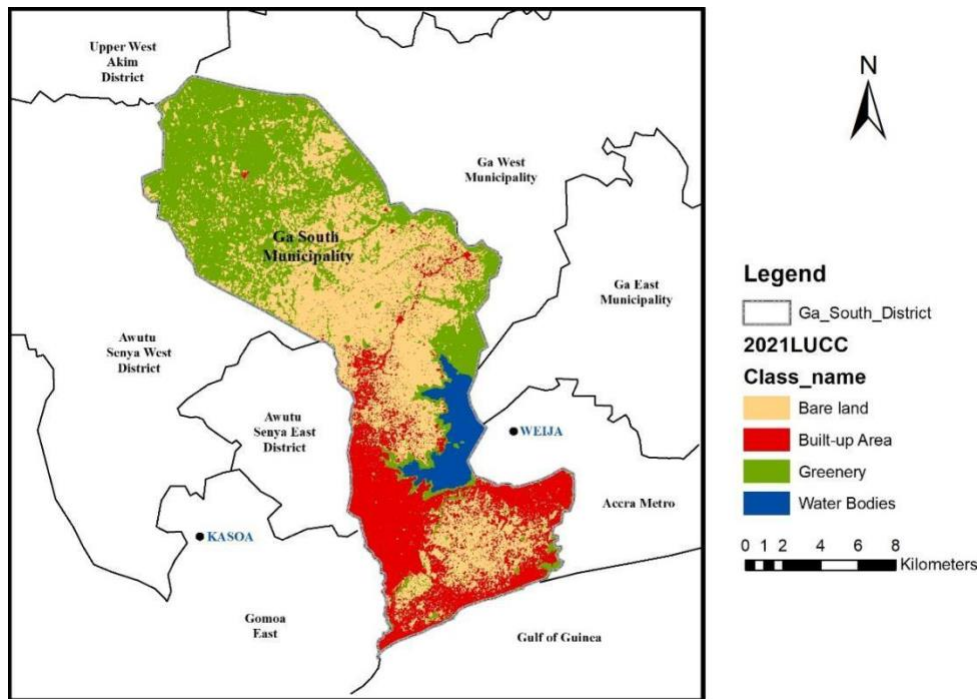 Upper West
Akim
District
N
Ga West
Municipality
Ga South
Municipality
Ga East
Municipality
Awutu
Senya West
District
Awutu
Senya East
District
WEIJA
Accra Metro
KASOA
Gomoa
East
Gulf of Guinea
Legend
Ga_South_District
2021LUCC
Class_name
Bare land
Built-up Area
Greenery
Water Bodies
0 1 2 4 6 8
Kilometers